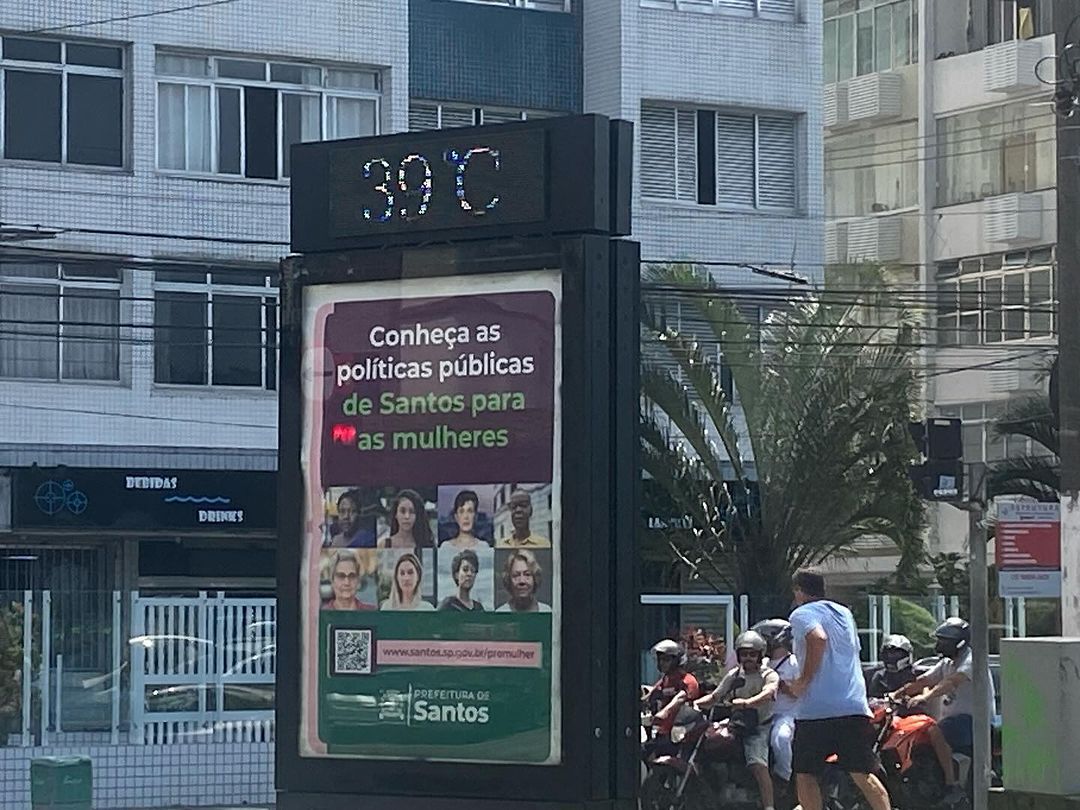 39°C
Conheça as
políticas públicas
de Santos para
as mulheres
www.santos.sp.gov.br/promulher
PREFEITURA DE
Santos
BEBIDAS
DRINKS